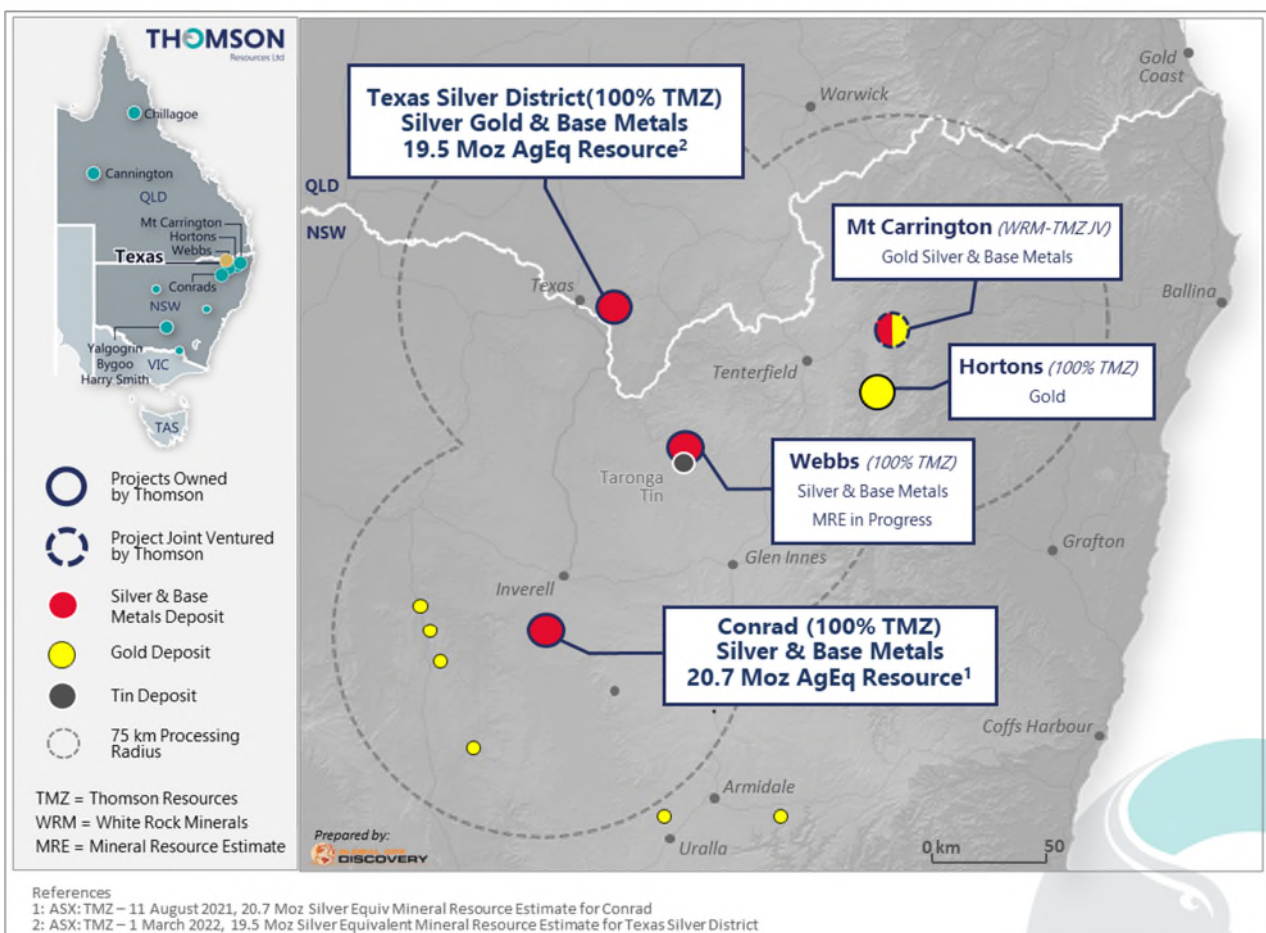 THOMSON
Resources Ltd
Chillagoe
Cannington
QLD
Mt Carrington
Hortons
Webbs
Texas
Conrads
NSW
Yalgogrin
Bygoo
Harry Smith
VIC
TAS
Projects Owned
by Thomson
Project Joint Ventured
by Thomson
Silver & Base
Metals Deposit
Gold Deposit
Tin Deposit
75 km Processing
Radius
TMZ = Thomson Resources
WRM = White Rock Minerals
MRE = Mineral Resource Estimate
Gold
Coast
Warwick
Texas Silver District(100% TMZ)
Silver Gold & Base Metals
19.5 Moz AgEq Resource²
QLD
NSW
Mt Carrington (WRM-TMZ JV)
Gold Silver & Base Metals
Texas
Ballina
Tenterfield
Hortons (100% TMZ)
Gold
Webbs (100% TMZ)
Silver & Base Metals
MRE in Progress
Taronga
Tin
Grafton
Glen Innes
Inverell
Conrad (100% TMZ)
Silver & Base Metals
20.7 Moz AgEq Resource¹
Coffs Harbour
Armidale
Uralla
Prepared by:
GLOBAL ORE
DISCOVERY
0 km 50
References
1: ASX: TMZ – 11 August 2021, 20.7 Moz Silver Equiv Mineral Resource Estimate for Conrad
2: ASX: TMZ – 1 March 2022, 19.5 Moz Silver Equivalent Mineral Resource Estimate for Texas Silver District